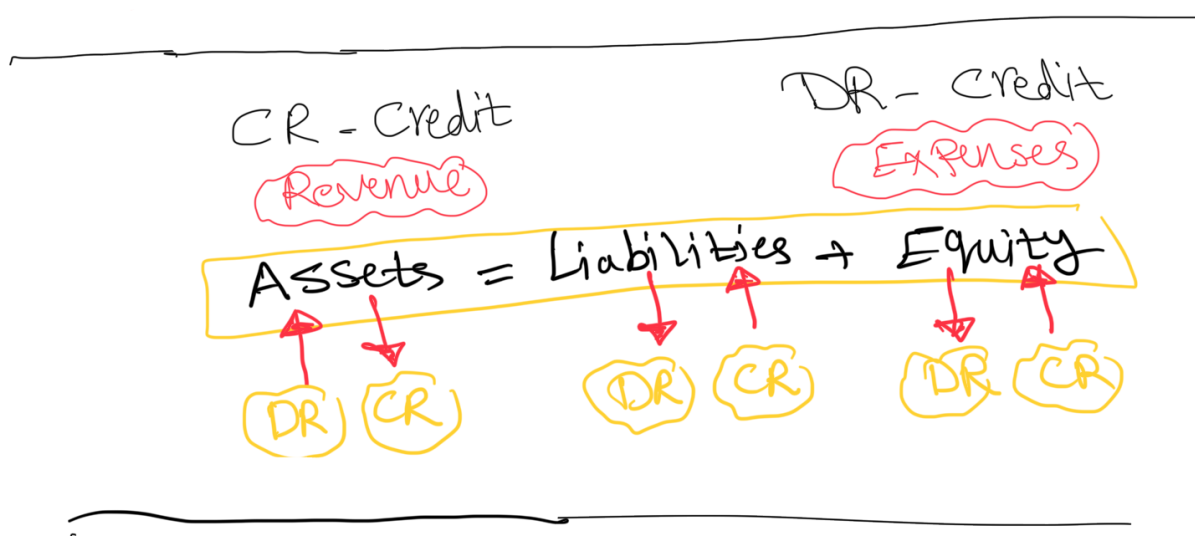 CR - Credit DR - Credit
Revenue Expenses
Assets = Liabilities + Equity
DR CR DR CR DR CR